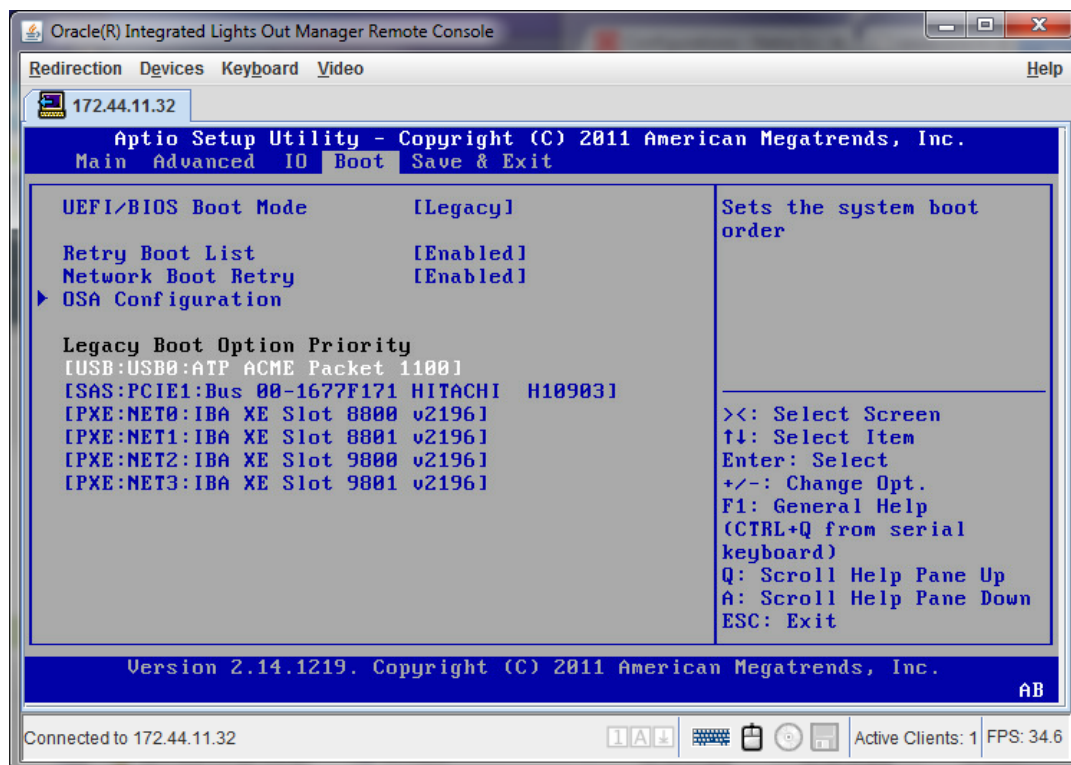 Oracle(R) Integrated Lights Out Manager Remote Console
Redirection Devices Keyboard Video Help
172.44.11.32
Aptio Setup Utility - Copyright (C) 2011 American Megatrends, Inc.
Main Advanced IO Boot Save & Exit
UEFI/BIOS Boot Mode [Legacy]
Retry Boot List [Enabled]
Network Boot Retry [Enabled]
OSA Configuration
Legacy Boot Option Priority
[USB:USB0:ATP ACME Packet 1100]
[SAS:PCIE1:Bus 00-1677F171 HITACHI H10903]
[PXE:NET0:IBA XE Slot 8800 v2196]
[PXE:NET1:IBA XE Slot 8801 v2196]
[PXE:NET2:IBA XE Slot 9800 v2196]
[PXE:NET3:IBA XE Slot 9801 v2196]
Sets the system boot
order
><: Select Screen
↑↓: Select Item
Enter: Select
+/-: Change Opt.
F1: General Help
(CTRL+Q from serial
keyboard)
Q: Scroll Help Pane Up
A: Scroll Help Pane Down
ESC: Exit
Version 2.14.1219. Copyright (C) 2011 American Megatrends, Inc.
AB
Connected to 172.44.11.32 1 A Active Clients: 1 FPS: 34.6